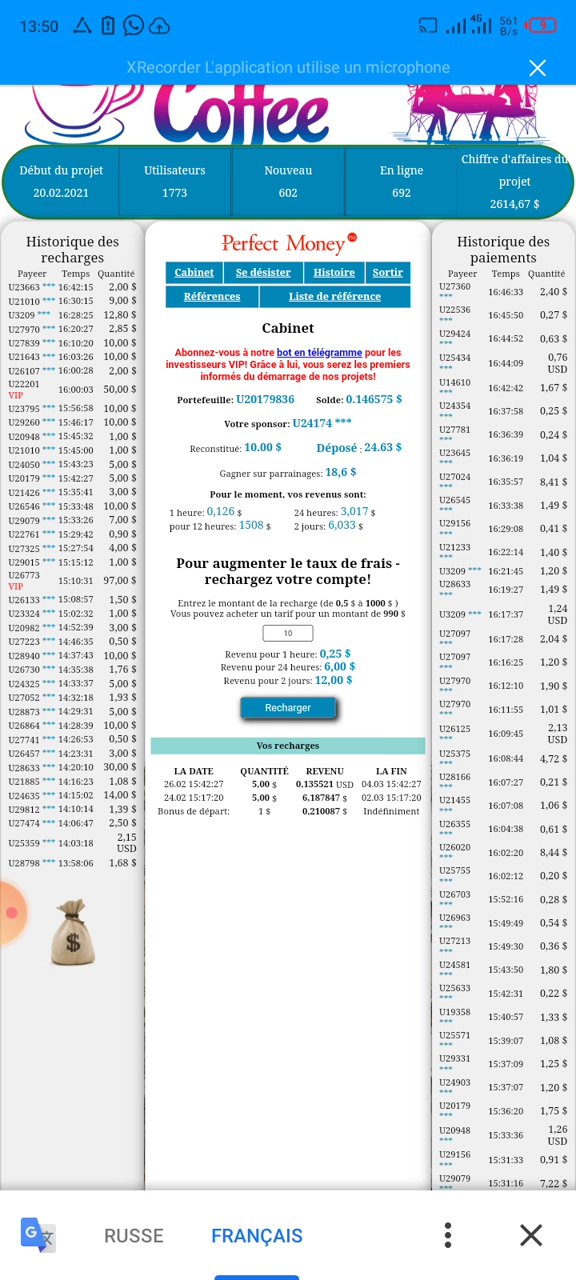 13:50
4G
561
B/s
9
XRecorder L'application utilise un microphone
Coffee
Début du projet
20.02.2021
Utilisateurs
1773
Nouveau
602
En ligne
692
Chiffre d'affaires du
projet
2614,67 $
Historique des
recharges
Payeer Temps Quantité
U23663 *** 16:42:15 2,00 $
U21010 *** 16:30:15 9,00 $
U3209 *** 16:28:25 12,80 $
U27970 *** 16:20:27 2,85 $
U27839 *** 16:10:20 10,00 $
U21643 *** 16:03:26 10,00 $
U26107 *** 16:00:28 2,00 $
U22201
VIP 16:00:03 50,00 $
U23795 *** 15:56:58 10,00 $
U29260 *** 15:46:17 10,00 $
U20948 *** 15:45:32 1,00 $
U21010 *** 15:45:00 1,00 $
U24050 *** 15:43:23 5,00 $
U20179 *** 15:42:27 5,00 $
U21426 *** 15:35:41 3,00 $
U26546 *** 15:33:48 10,00 $
U29079 *** 15:33:26 7,00 $
U22761 *** 15:29:42 0,90 $
U27325 *** 15:27:54 4,00 $
U29015 *** 15:15:12 1,00 $
U26773
VIP 15:10:31 97,00 $
U26133 *** 15:08:57 1,50 $
U23324 *** 15:02:32 1,00 $
U20982 *** 14:52:39 3,00 $
U27223 *** 14:46:35 0,50 $
U28940 *** 14:37:43 10,00 $
U26730 *** 14:35:38 1,76 $
U24325 *** 14:33:37 5,00 $
U27052 *** 14:32:18 1,93 $
U28873 *** 14:29:31 5,00 $
U26864 *** 14:28:39 10,00 $
U27741 *** 14:26:53 0,50 $
U26457 *** 14:23:31 3,00 $
U28633 *** 14:20:10 30,00 $
U21885 *** 14:16:23 1,08 $
U24635 *** 14:15:02 14,00 $
U29812 *** 14:10:14 1,39 $
U27474 *** 14:06:47 2,50 $
U25359 *** 14:03:18 2,15
USD
U28798 *** 13:58:06 1,68 $
$
Perfect Money PM
Cabinet Se désister Histoire Sortir
Références Liste de référence
Cabinet
Abonnez-vous à notre bot en télégramme pour les
investisseurs VIP! Grâce à lui, vous serez les premiers
informés du démarrage de nos projets!
Portefeuille: U20179836 Solde: 0.146575 $
Votre sponsor: U24174 ***
Reconstitué: 10.00 $ Déposé : 24.63 $
Gagner sur parrainages: 18,6 $
Pour le moment, vos revenus sont:
1 heure: 0,126 $ 24 heures: 3,017 $
pour 12 heures: 1508 $ 2 jours: 6,033 $
Pour augmenter le taux de frais -
rechargez votre compte!
Entrez le montant de la recharge (de 0,5 $ à 1000 $ )
Vous pouvez acheter un tarif pour un montant de 990 $
10
Revenu pour 1 heure: 0,25 $
Revenu pour 24 heures: 6,00 $
Revenu pour 2 jours: 12,00 $
Recharger
Vos recharges
LA DATE QUANTITÉ REVENU LA FIN
26.02 15:42:27 5,00 $ 0,135521 USD 04.03 15:42:27
24.02 15:17:20 5,00 $ 6,187847 $ 02.03 15:17:20
Bonus de départ: 1 $ 0,210087 $ Indéfiniment
Historique des
paiements
Payeer Temps Quantité
U27360
*** 16:46:33 2,40 $
U22536
*** 16:45:50 0,27 $
U29424
*** 16:44:52 0,63 $
U25434
*** 16:44:09 0,76
USD
U14610
*** 16:42:42 1,67 $
U24354
*** 16:37:58 0,25 $
U27781
*** 16:36:39 0,24 $
U23645
*** 16:36:19 1,04 $
U27024
*** 16:35:57 8,41 $
U26545
*** 16:33:38 1,49 $
U29156
*** 16:29:08 0,41 $
U21233
*** 16:22:14 1,40 $
U3209 *** 16:21:45 1,20 $
U28633
*** 16:19:27 1,49 $
U3209 *** 16:17:37 1,24
USD
U27097
*** 16:17:28 2,04 $
U27097
*** 16:16:25 1,20 $
U27970
*** 16:12:10 1,90 $
U27970
*** 16:11:55 1,01 $
U26125
*** 16:09:45 2,13
USD
U25375
*** 16:08:44 4,72 $
U28166
*** 16:07:27 0,21 $
U21455
*** 16:07:08 1,06 $
U26355
*** 16:04:38 0,61 $
U26020
*** 16:02:20 8,44 $
U25755
*** 16:02:12 0,20 $
U26703
*** 15:52:16 0,28 $
U26963
*** 15:49:49 0,54 $
U27213
*** 15:49:30 0,36 $
U24581
*** 15:43:50 1,80 $
U25633
*** 15:42:31 0,22 $
U19358
*** 15:40:57 1,33 $
U25571
*** 15:39:07 1,08 $
U29331
*** 15:37:09 1,25 $
U24903
*** 15:37:07 1,20 $
U20179
*** 15:36:20 1,75 $
U20948
*** 15:33:36 1,26
USD
U29156
*** 15:31:33 0,91 $
U29079
*** 15:31:16 7,22 $
G 文
RUSSE FRANÇAIS